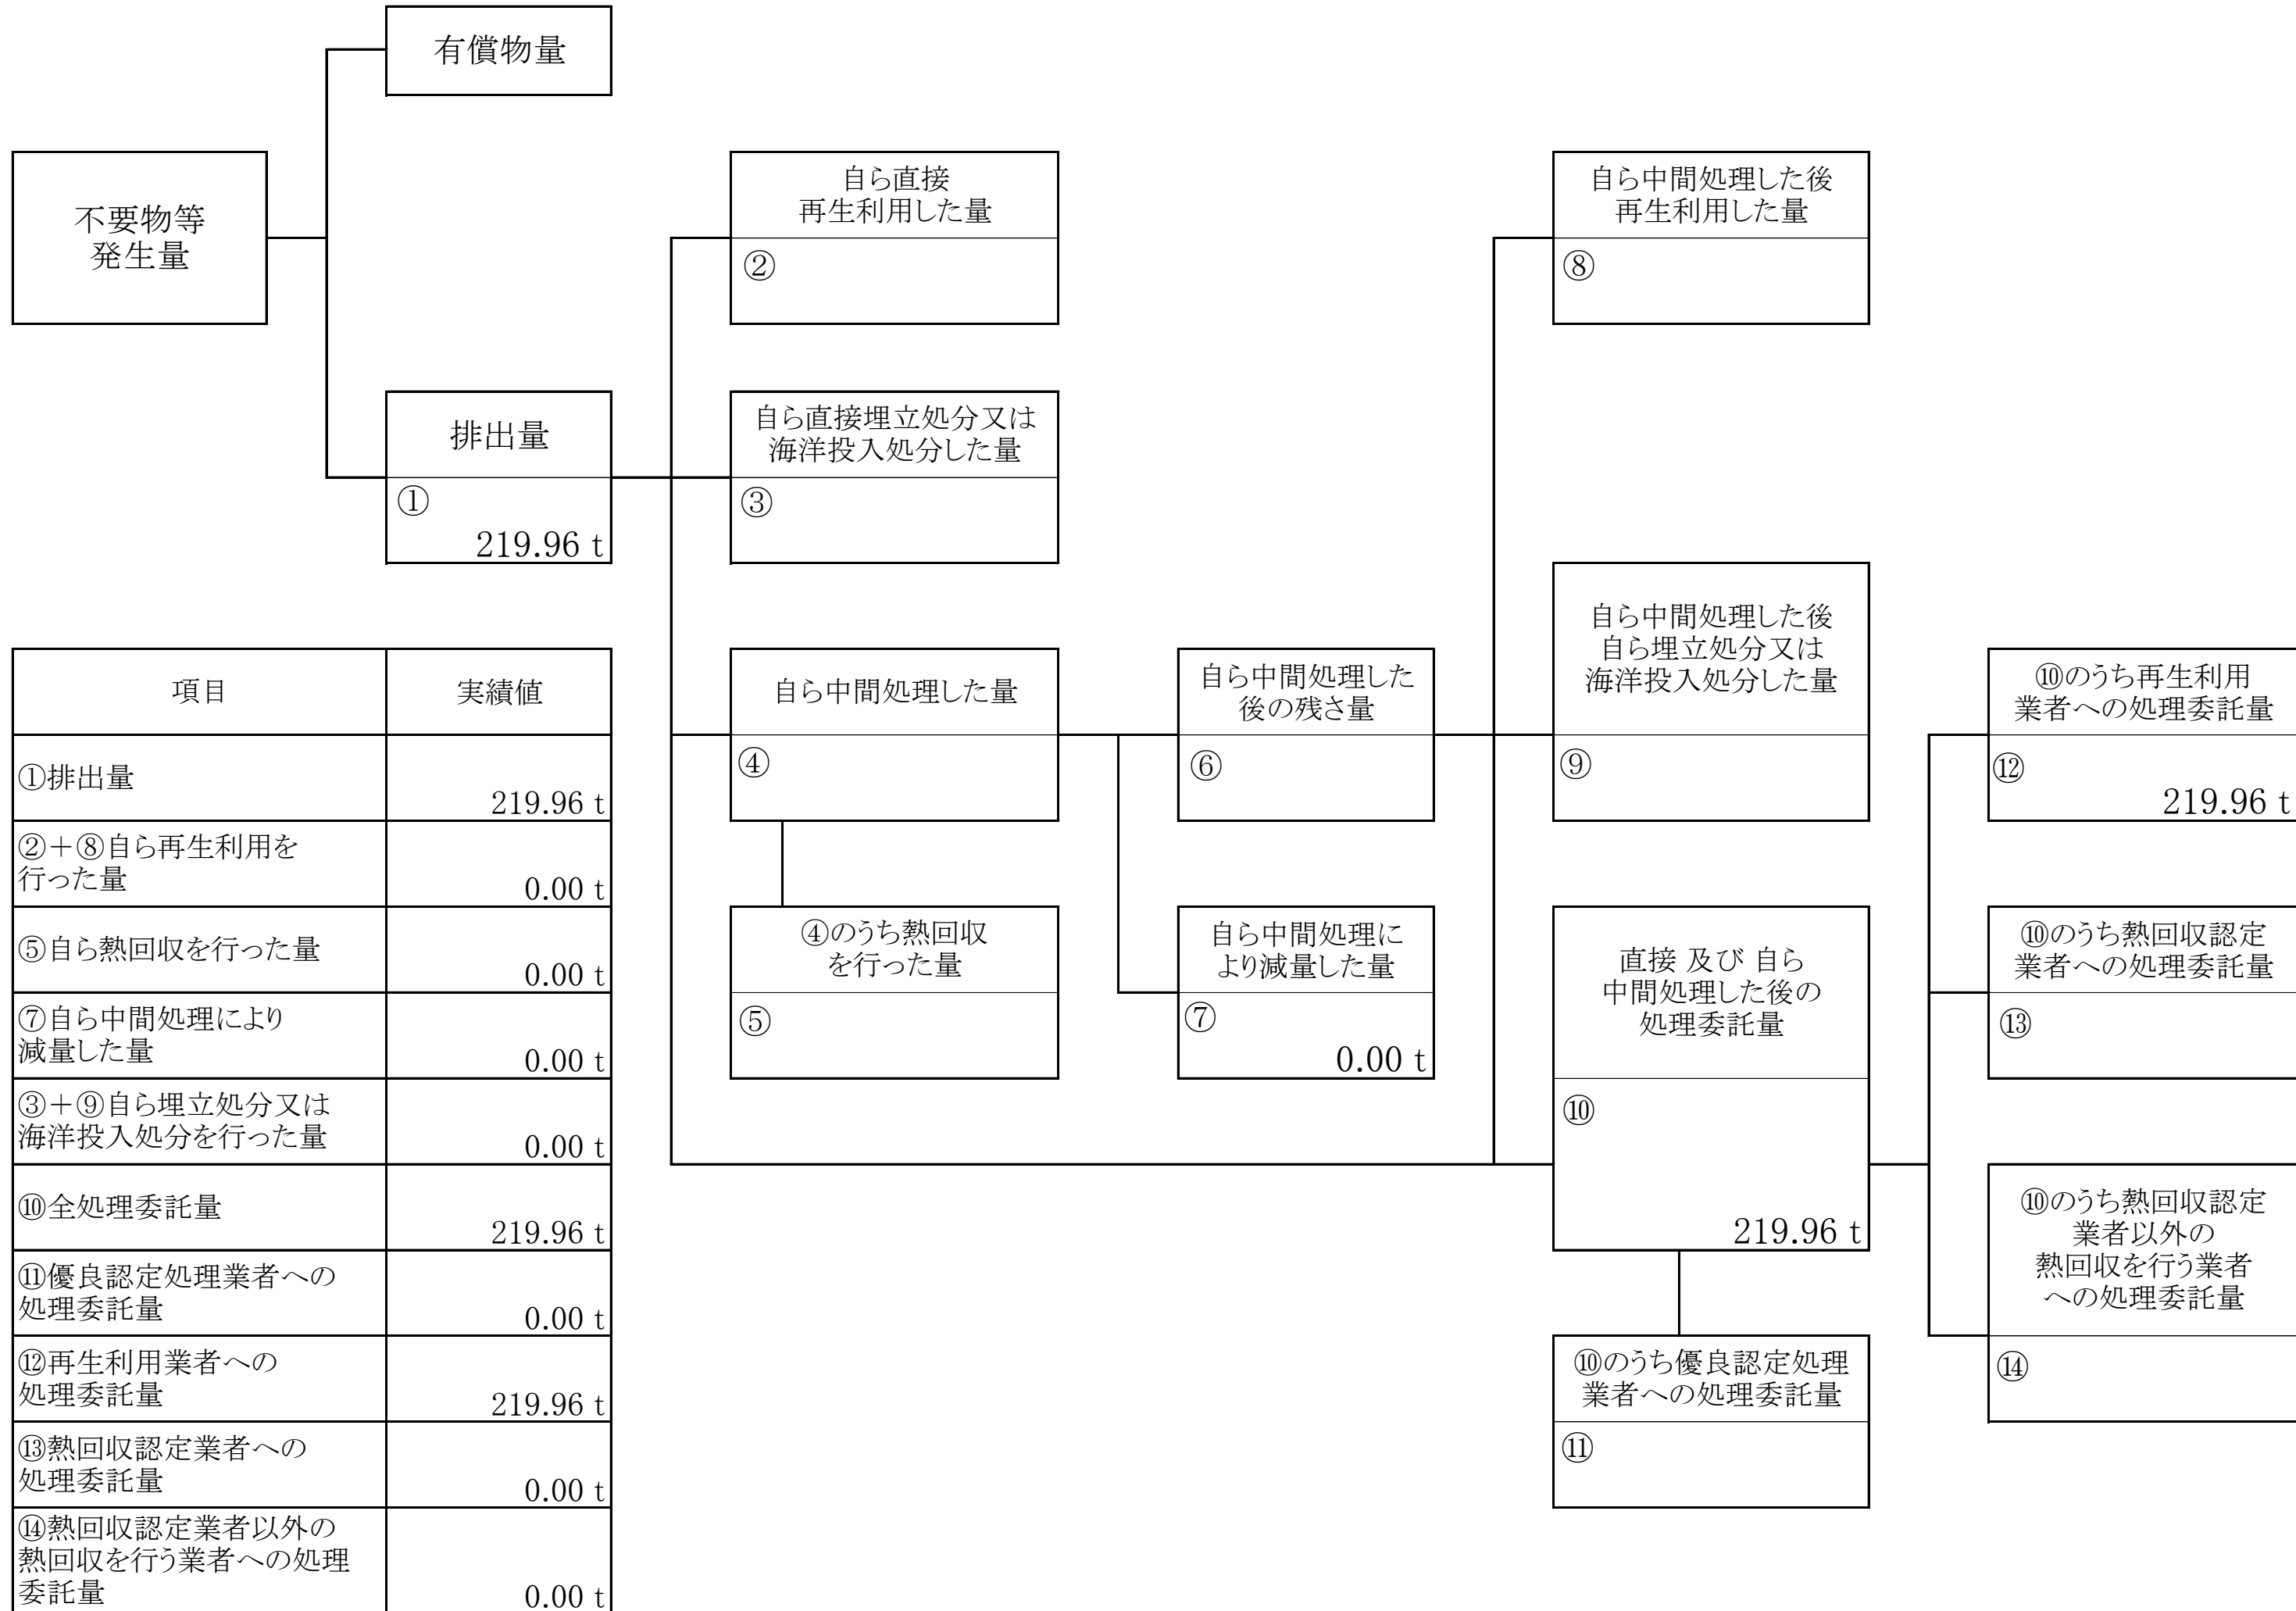 有償物量
不要物等
発生量
排出量
①
219.96 t
自ら直接
再生利用した量
②
自ら直接埋立処分又は
海洋投入処分した量
③
自ら中間処理した量
④
④のうち熱回収
を行った量
⑤
自ら中間処理した
後の残さ量
⑥
自ら中間処理に
より減量した量
⑦
0.00 t
自ら中間処理した後
再生利用した量
⑧
自ら中間処理した後
自ら埋立処分又は
海洋投入処分した量
⑨
直接 及び 自ら
中間処理した後の
処理委託量
⑩
219.96 t
⑩のうち優良認定処理
業者への処理委託量
⑪
⑩のうち再生利用
業者への処理委託量
⑫
219.96 t
⑩のうち熱回収認定
業者への処理委託量
⑬
⑩のうち熱回収認定
業者以外の
熱回収を行う業者
への処理委託量
⑭
項目 実績値
①排出量
219.96 t
②＋⑧自ら再生利用を
行った量
0.00 t
⑤自ら熱回収を行った量
0.00 t
⑦自ら中間処理により
減量した量
0.00 t
③＋⑨自ら埋立処分又は
海洋投入処分を行った量
0.00 t
⑩全処理委託量
219.96 t
⑪優良認定処理業者への
処理委託量
0.00 t
⑫再生利用業者への
処理委託量
219.96 t
⑬熱回収認定業者への
処理委託量
0.00 t
⑭熱回収認定業者以外の
熱回収を行う業者への処理
委託量
0.00 t